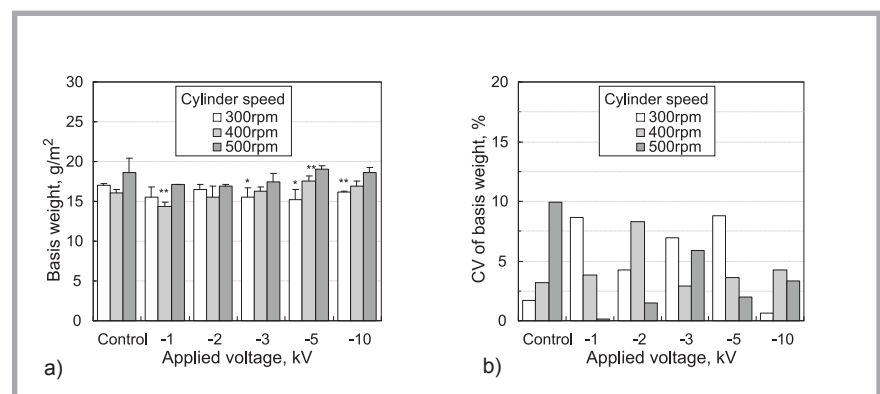 30
25
20
15
10
5
0
Basis weight, g/m²
Cylinder speed
300rpm
400rpm
500rpm
**
*
*
**
**
Control -1 -2 -3 -5 -10
Applied voltage, kV
a)
20
15
10
5
0
CV of basis weight, %
Cylinder speed
300rpm
400rpm
500rpm
Control -1 -2 -3 -5 -10
Applied voltage, kV
b)